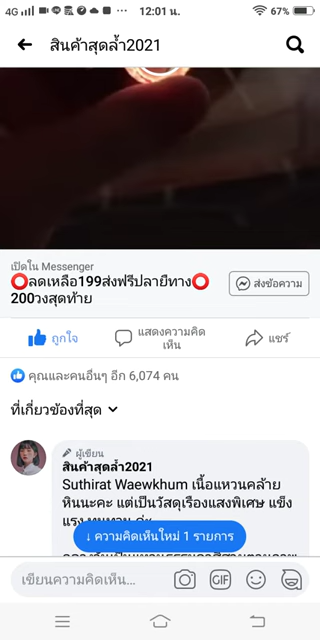 4G 12:01 น. 67%
สินค้าสุดล้ำ2021
เปิดใน Messenger
⭕ลดเหลือ199ส่งฟรีปลายืทาง⭕
200วงสุดท้าย
ส่งข้อความ
ถูกใจ
แสดงความคิด
เห็น
แชร์
คุณและคนอื่นๆ อีก 6,074 คน
ที่เกี่ยวข้องที่สุด
ผู้เขียน
สินค้าสุดล้ำ2021
Suthirat Waewkhum เนื้อแหวนคล้าย
หินนะคะ แต่เป็นวัสดุเรืองแสงพิเศษ แข็ง
แรง ทนทาน ค่ะ
↓ ความคิดเห็นใหม่ 1 รายการ
เขียนความคิดเห็น...
GIF